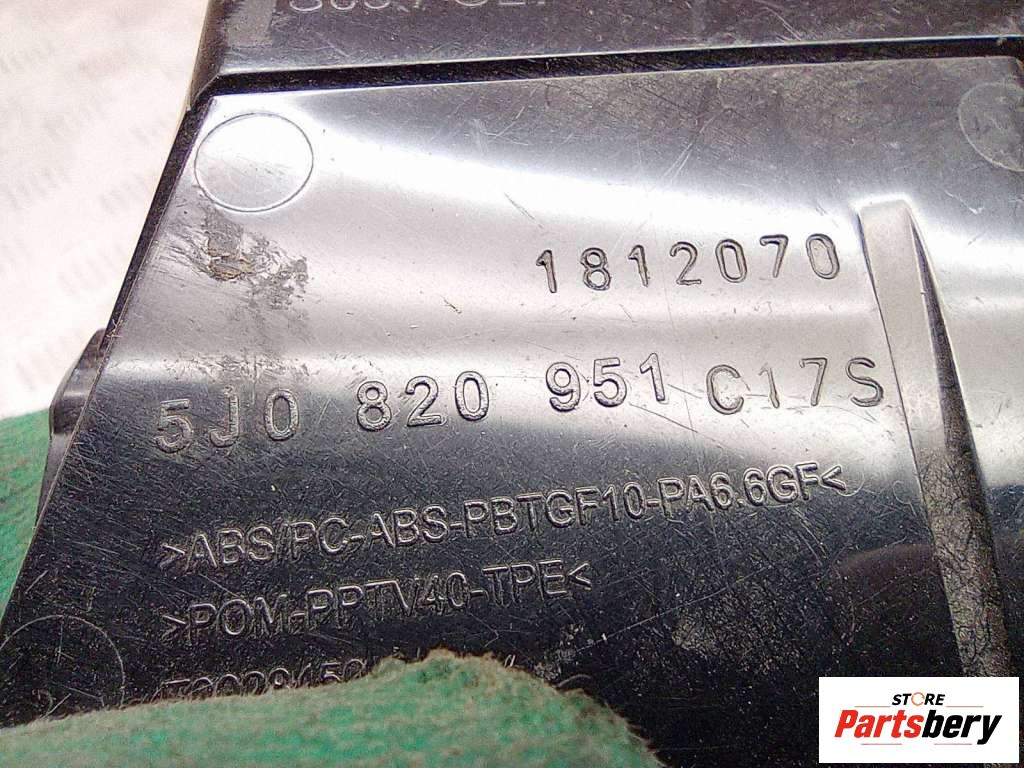 1812070
5J0 820 951 C17S
>ABS/PC-ABS-PBTGF10-PA6.6GF<
>POM-PPTV40-TPE<
STORE
Partsbery